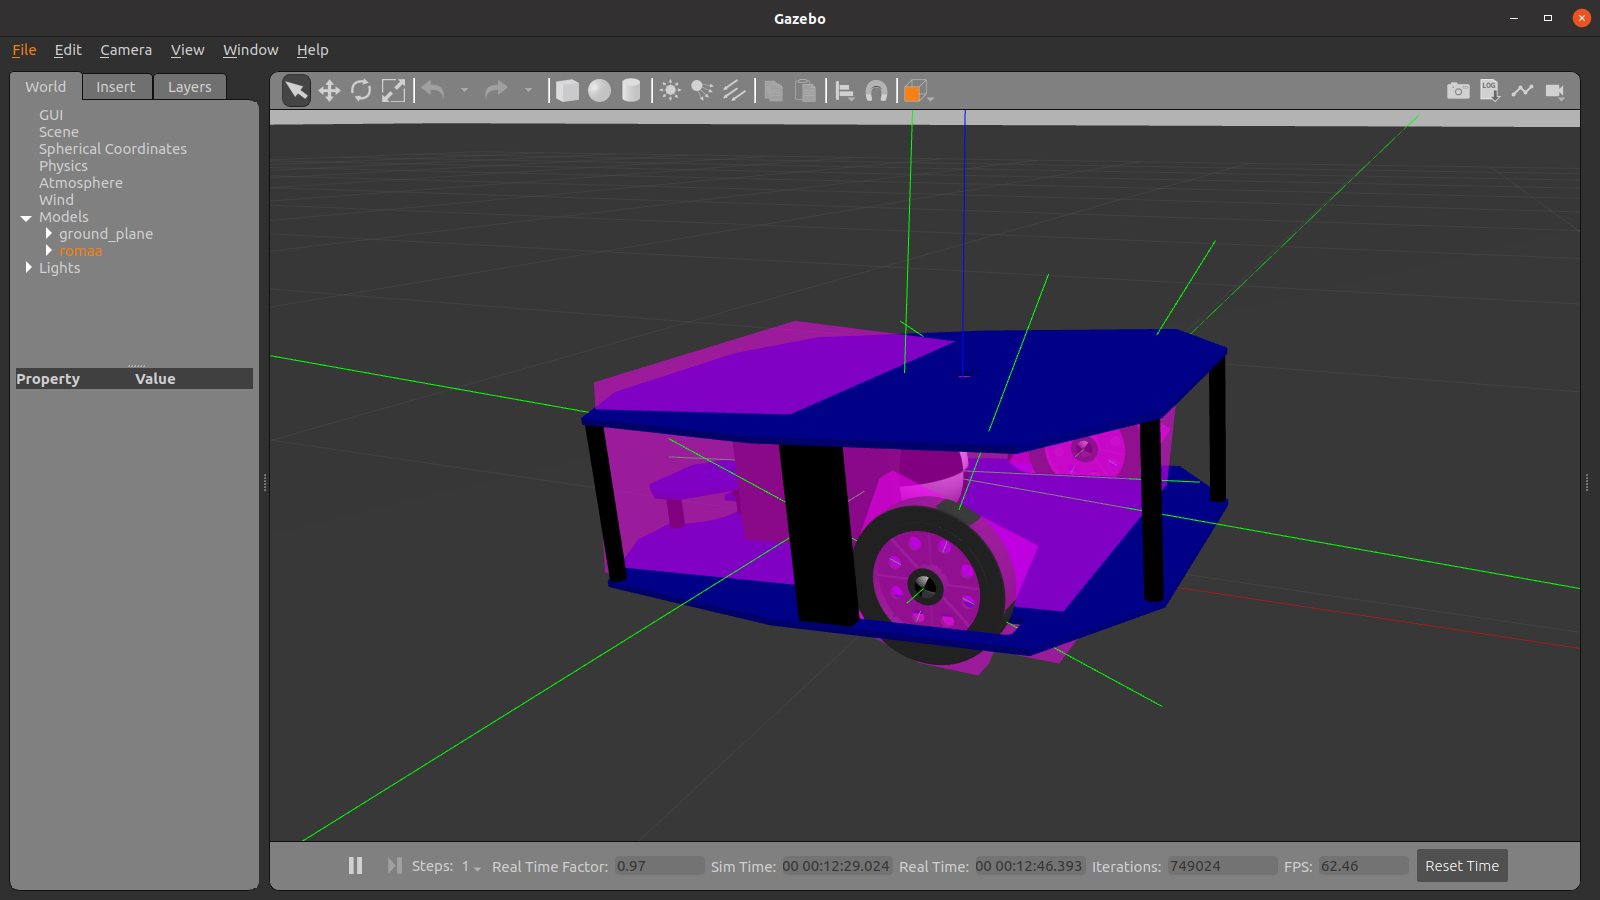 Gazebo
File Edit Camera View Window Help
World Insert Layers
LOG
GUI
Scene
Spherical Coordinates
Physics
Atmosphere
Wind
Models
ground_plane
romaa
Lights
Property Value
Steps: 1 Real Time Factor: 0.97 Sim Time: 00 00:12:29.024 Real Time: 00 00:12:46.393 Iterations: 749024 FPS: 62.46 Reset Time